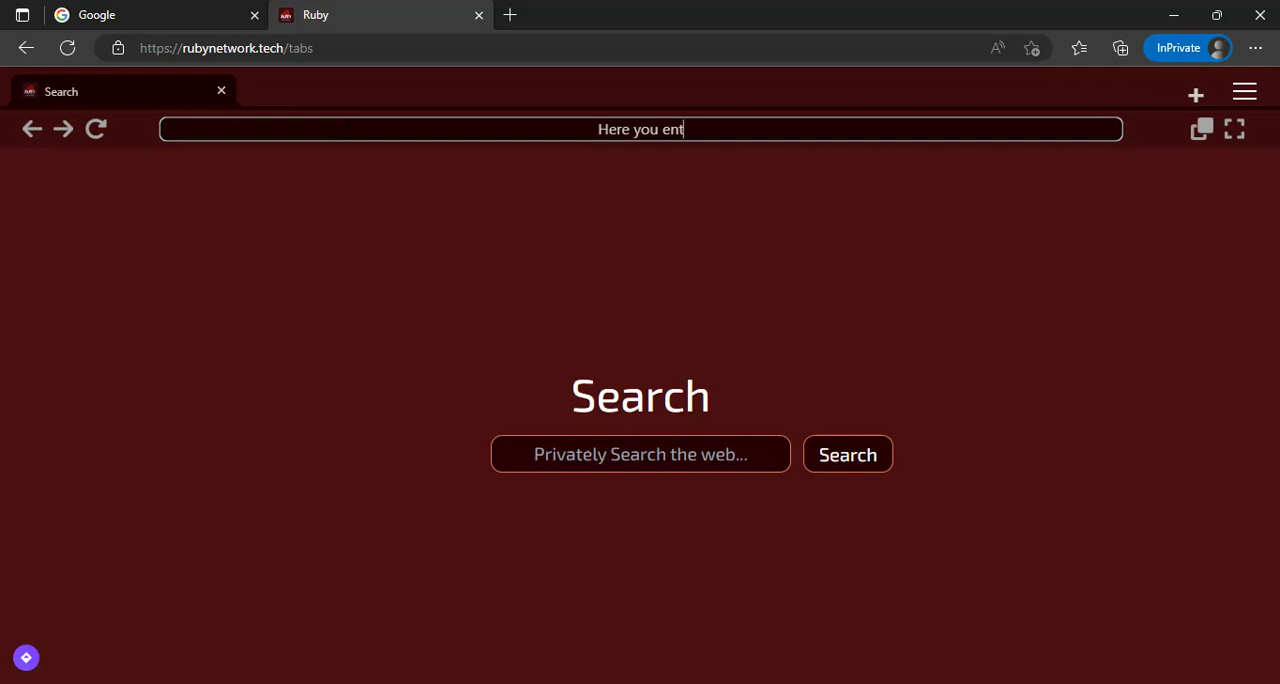 Google
Ruby
https://rubynetwork.tech/tabs
InPrivate
Search
Here you ent
Search
Privately Search the web...
Search